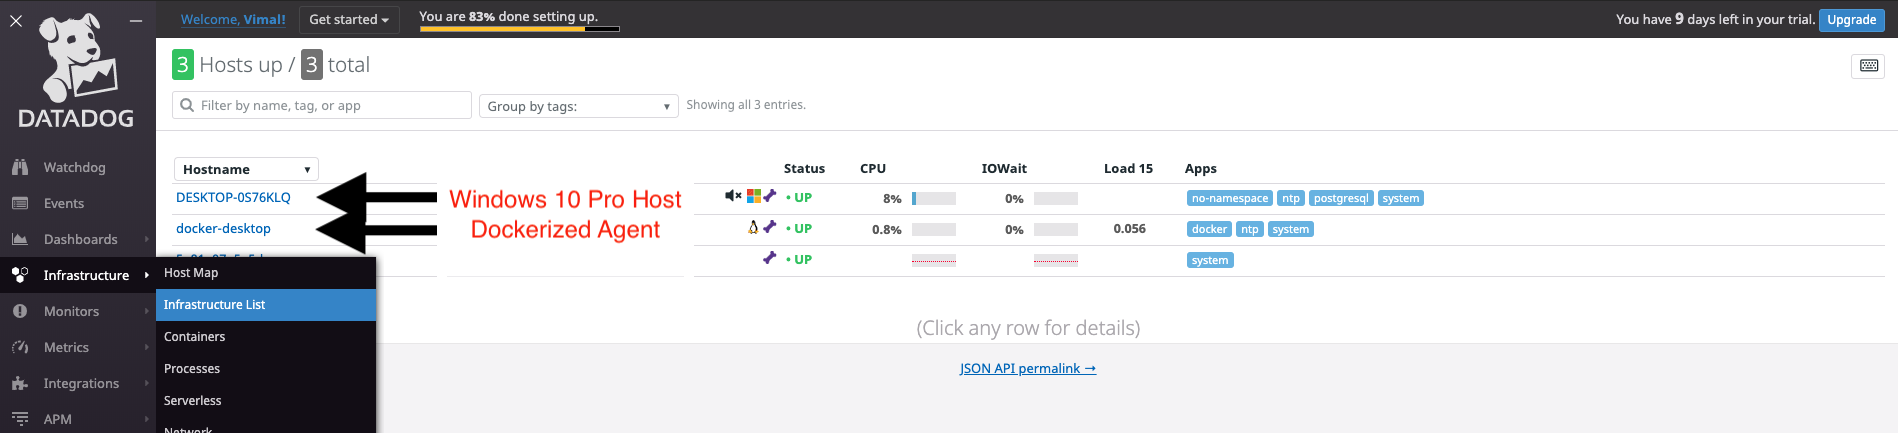 Welcome, Vimal!
Get started
You are 83% done setting up.
You have 9 days left in your trial.
Upgrade
DATADOG
3 Hosts up / 3 total
Filter by name, tag, or app
Group by tags:
Showing all 3 entries.
Watchdog
Events
Dashboards
Infrastructure
Monitors
Metrics
Integrations
APM
Host Map
Infrastructure List
Containers
Processes
Serverless
Network
Hostname Status CPU IOWait Load 15 Apps
DESKTOP-0S76KLQ UP 8% 0% no-namespace ntp postgresql system
docker-desktop UP 0.8% 0% 0.056 docker ntp system
UP system
Windows 10 Pro Host
Dockerized Agent
(Click any row for details)
JSON API permalink →